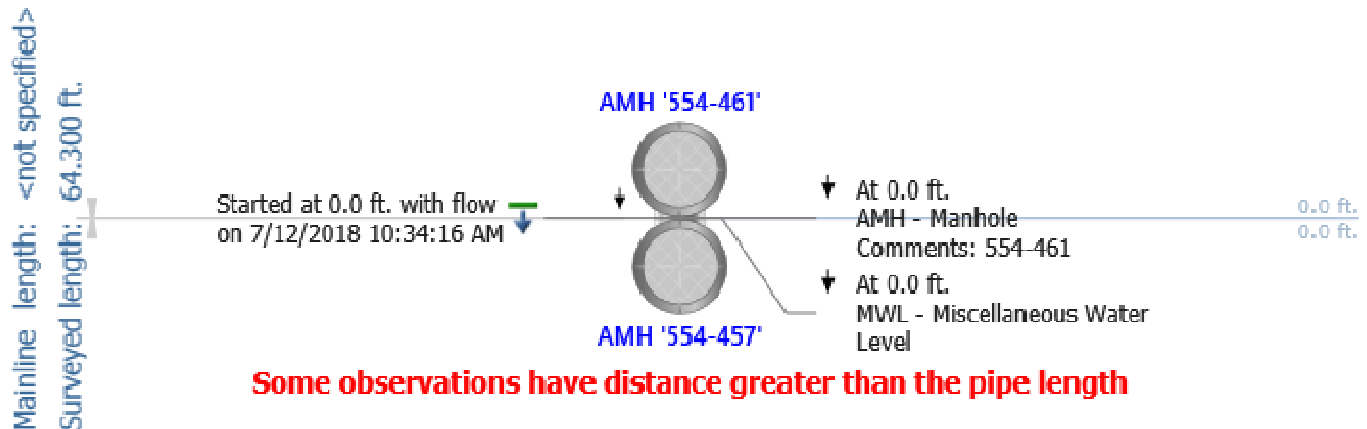 Mainline length: <not specified>
Surveyed length: 64.300 ft.
AMH '554-461'
Started at 0.0 ft. with flow
on 7/12/2018 10:34:16 AM
At 0.0 ft.
AMH - Manhole
Comments: 554-461
At 0.0 ft.
MWL - Miscellaneous Water
Level
0.0 ft.
0.0 ft.
AMH '554-457'
Some observations have distance greater than the pipe length